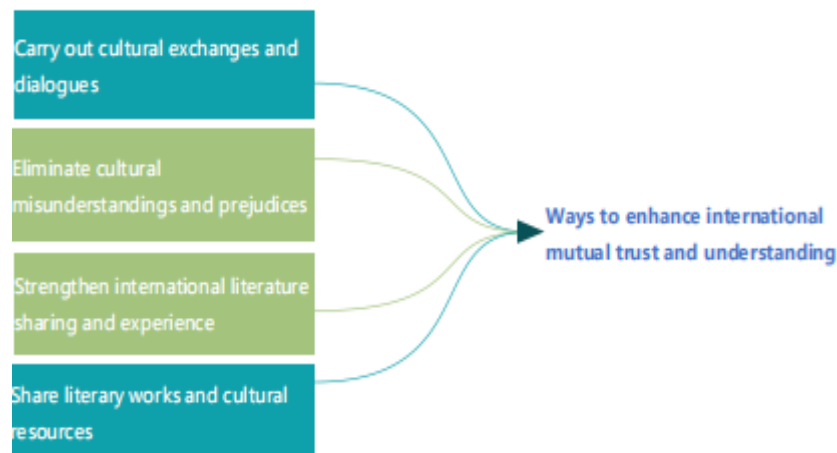 Carry out cultural exchanges and
dialogues
Eliminate cultural
misunderstandings and prejudices
Strengthen international literature
sharing and experience
Share literary works and cultural
resources
Ways to enhance international
mutual trust and understanding